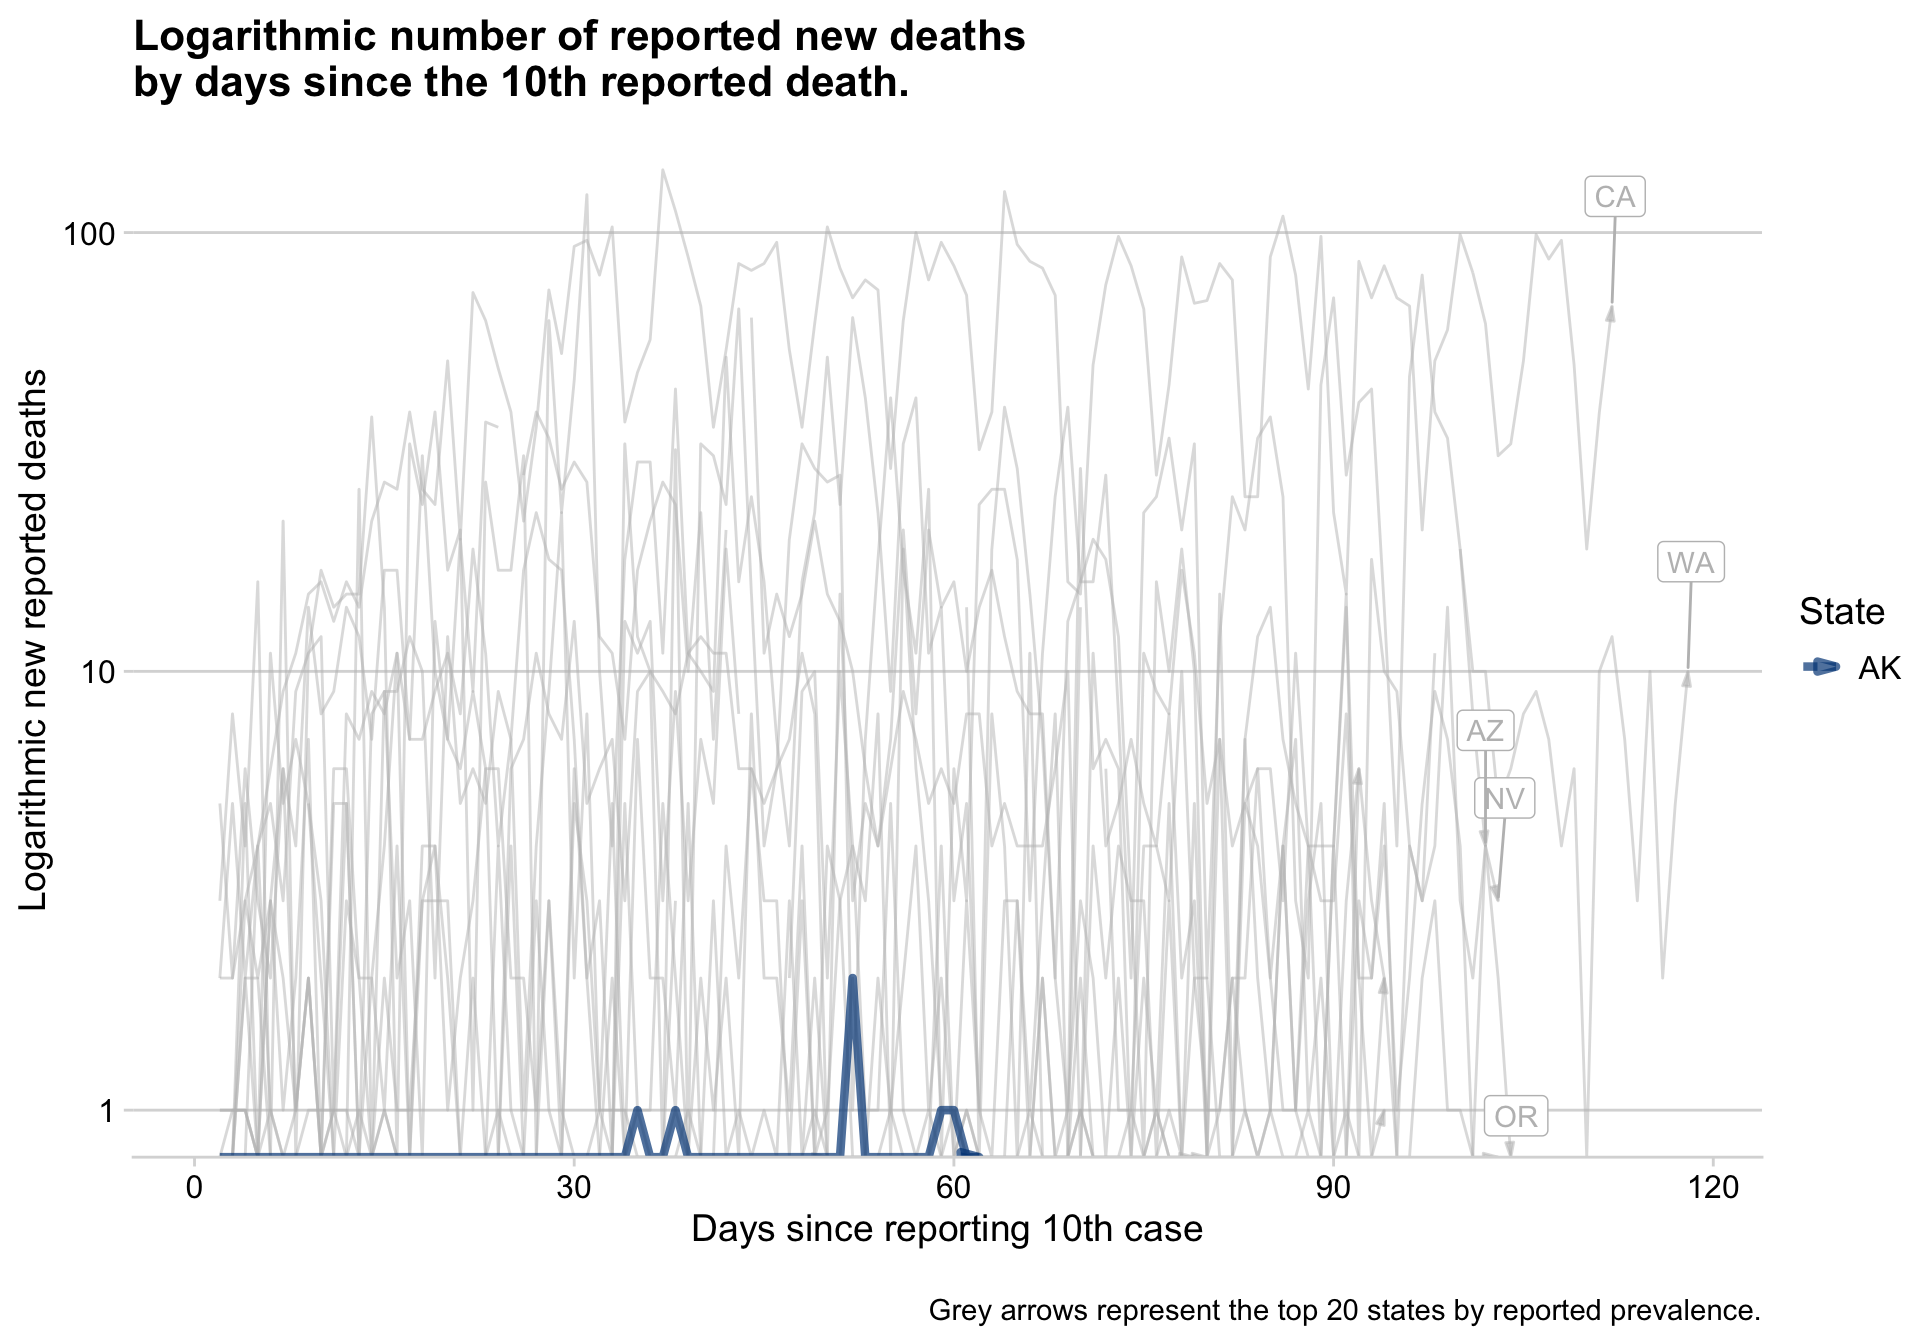 Logarithmic number of reported new deaths
by days since the 10th reported death.
Logarithmic new reported deaths
100
10
1
CA
WA
AZ
NV
OR
State
AK
0 30 60 90 120
Days since reporting 10th case
Grey arrows represent the top 20 states by reported prevalence.